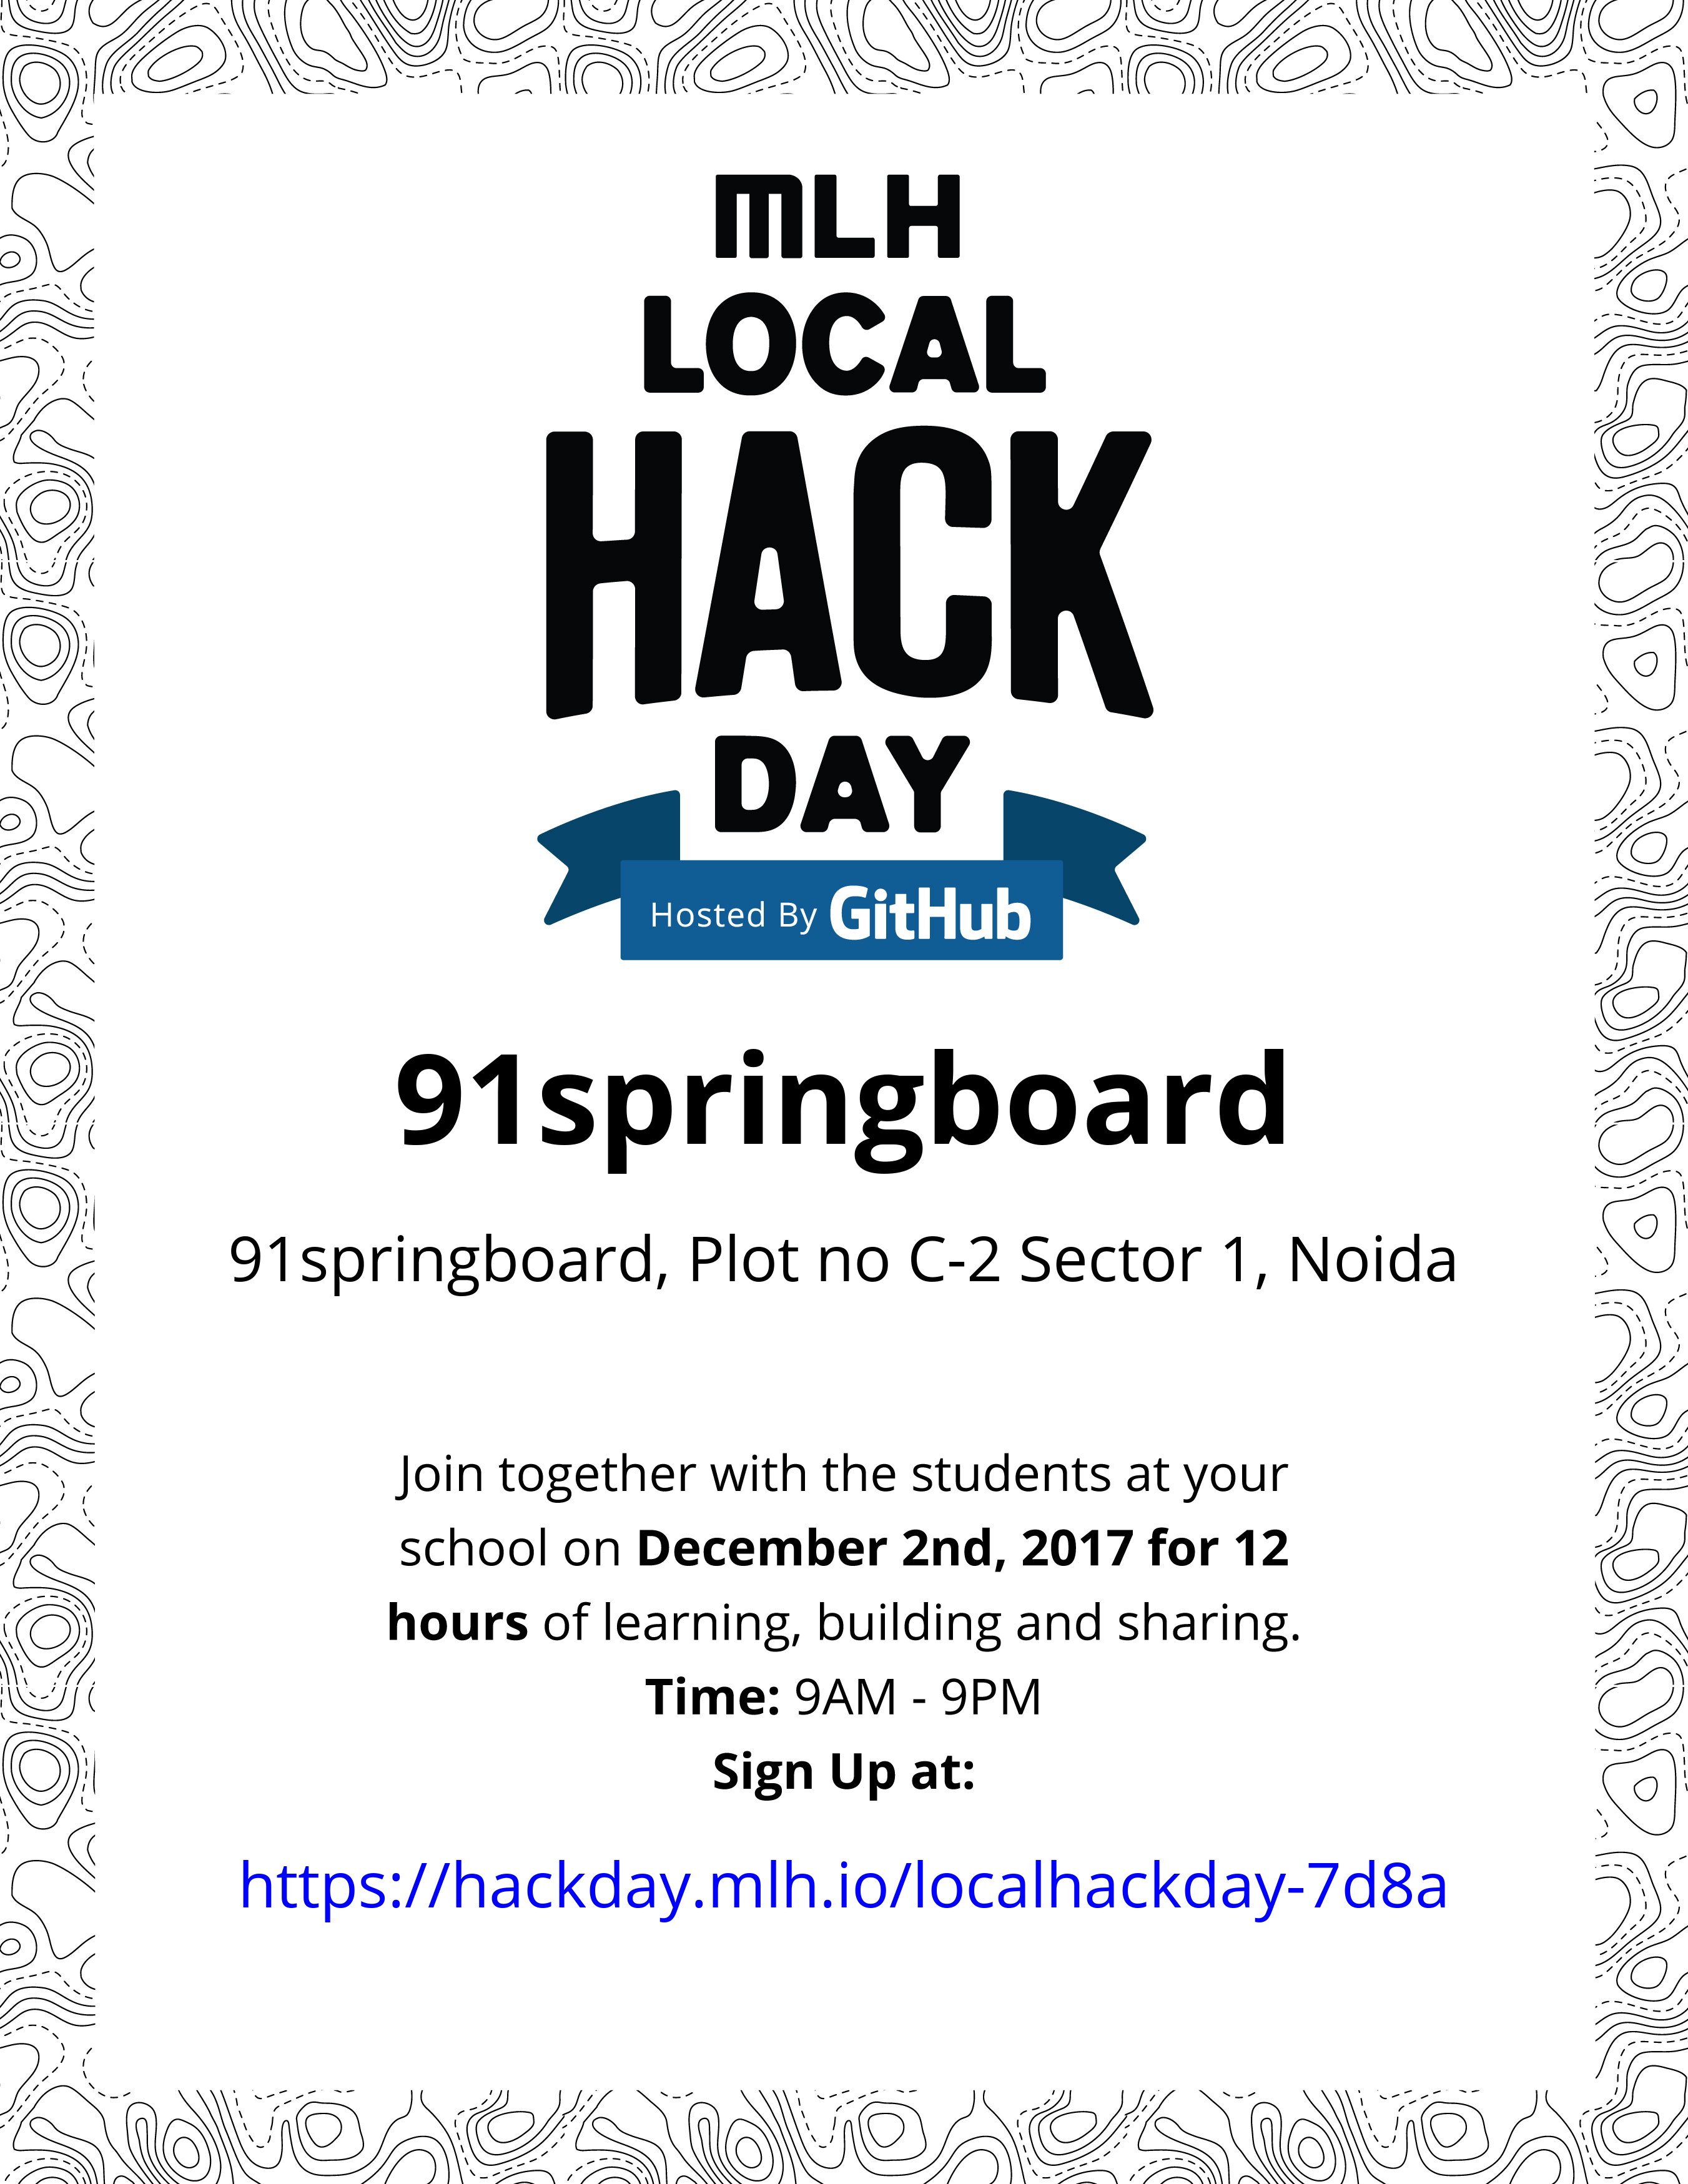 MLH
LOCAL
HACK
DAY
Hosted By GitHub
91springboard
91springboard, Plot no C-2 Sector 1, Noida
Join together with the students at your
school on December 2nd, 2017 for 12
hours of learning, building and sharing.
Time: 9AM - 9PM
Sign Up at:
https://hackday.mlh.io/localhackday-7d8a